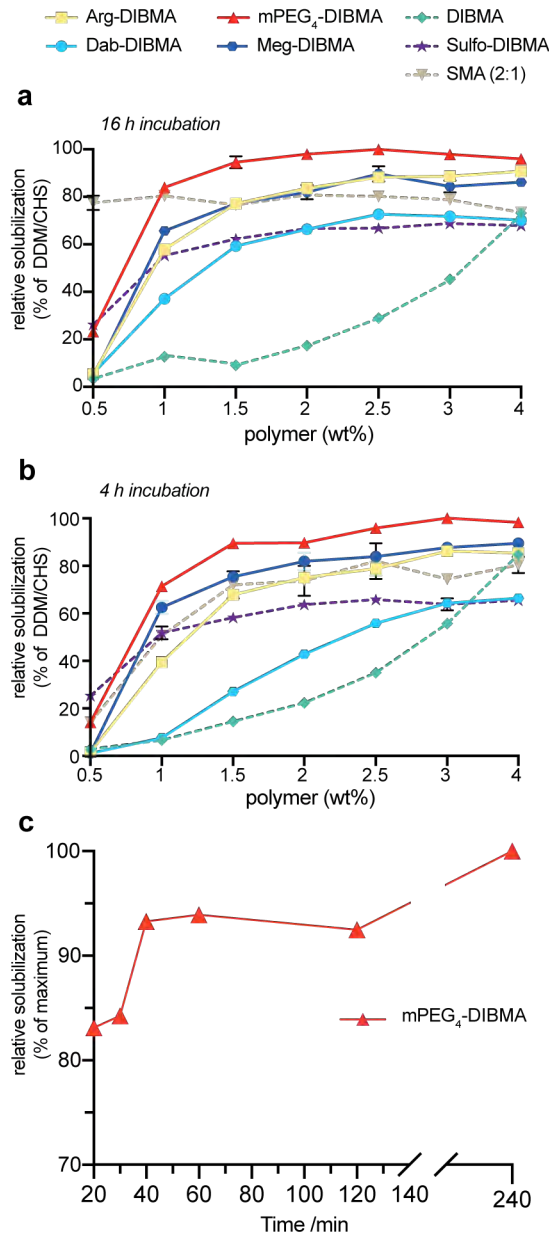 Arg-DIBMA mPEG₄-DIBMA DIBMA
Dab-DIBMA Meg-DIBMA Sulfo-DIBMA
SMA (2:1)
a
16 h incubation
relative solubilization
(% of DDM/CHS)
100
80
60
40
20
0
0.5 1 1.5 2 2.5 3 4
polymer (wt%)
b
4 h incubation
relative solubilization
(% of DDM/CHS)
100
80
60
40
20
0
0.5 1 1.5 2 2.5 3 4
polymer (wt%)
c
relative solubilization
(% of maximum)
100
90
80
70
mPEG₄-DIBMA
20 40 60 80 100 120 140 240
Time /min